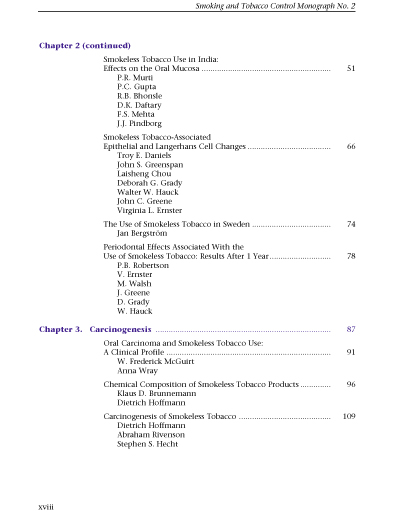 Smoking and Tobacco Control Monograph No. 2
Chapter 2 (continued)
Smokeless Tobacco Use in India:
Effects on the Oral Mucosa ............................................................ 51
P.R. Murti
P.C. Gupta
R.B. Bhonsle
D.K. Daftary
F.S. Mehta
J.J. Pindborg
Smokeless Tobacco-Associated
Epithelial and Langerhans Cell Changes ...................................... 66
Troy E. Daniels
John S. Greenspan
Laisheng Chou
Deborah G. Grady
Walter W. Hauck
John C. Greene
Virginia L. Ernster
The Use of Smokeless Tobacco in Sweden .................................... 74
Jan Bergström
Periodontal Effects Associated With the
Use of Smokeless Tobacco: Results After 1 Year............................ 78
P.B. Robertson
V. Ernster
M. Walsh
J. Greene
D. Grady
W. Hauck
Chapter 3. Carcinogenesis ................................................................................ 87
Oral Carcinoma and Smokeless Tobacco Use:
A Clinical Profile ............................................................................ 91
W. Frederick McGuirt
Anna Wray
Chemical Composition of Smokeless Tobacco Products .............. 96
Klaus D. Brunnemann
Dietrich Hoffmann
Carcinogenesis of Smokeless Tobacco .......................................... 109
Dietrich Hoffmann
Abraham Rivenson
Stephen S. Hecht
xviii